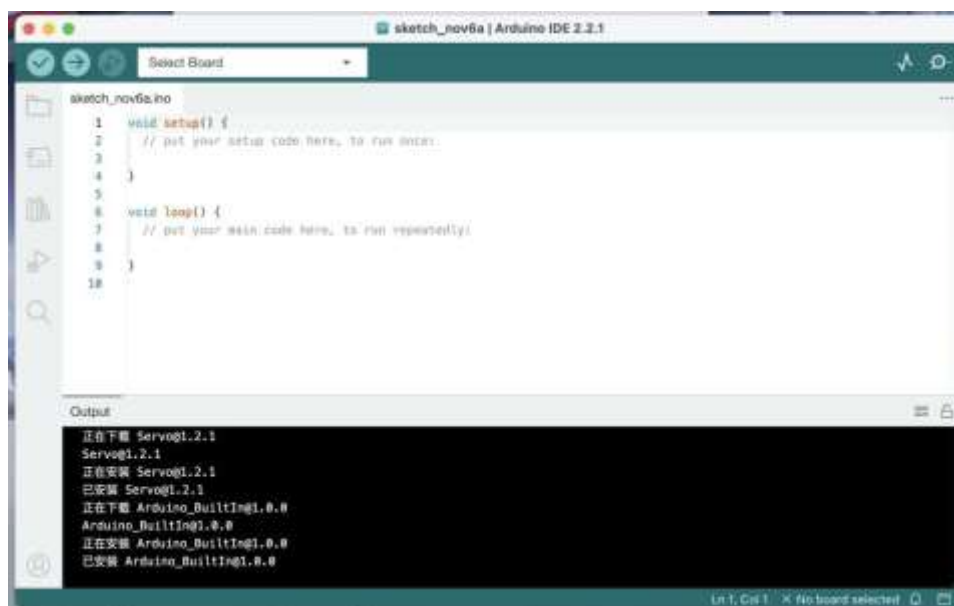 sketch_nov6a | Arduino IDE 2.2.1
Select Board
sketch_nov6a.ino
1 void setup() {
2 // put your setup code here, to run once:
3
4 }
5
6 void loop() {
7 // put your main code here, to run repeatedly:
8
9 }
10
Output
正在下载 Servo@1.2.1
Servo@1.2.1
正在安装 Servo@1.2.1
已安装 Servo@1.2.1
正在下载 Arduino_BuiltIn@1.0.0
Arduino_BuiltIn@1.0.0
正在安装 Arduino_BuiltIn@1.0.0
已安装 Arduino_BuiltIn@1.0.0
Ln 1, Col 1 × No board selected